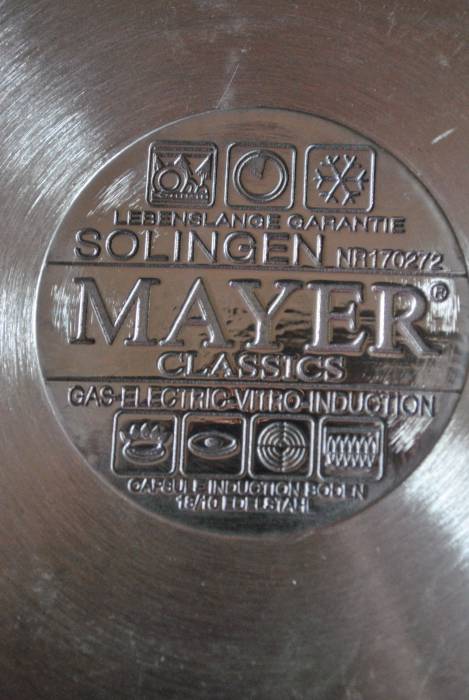 LEBENSLANGE GARANTIE
SOLINGEN NR170272
MAYER®
CLASSICS
GAS-ELECTRIC-VITRO-INDUCTION
CAPSULE INDUCTION BODEN
18/10 EDELSTAHL